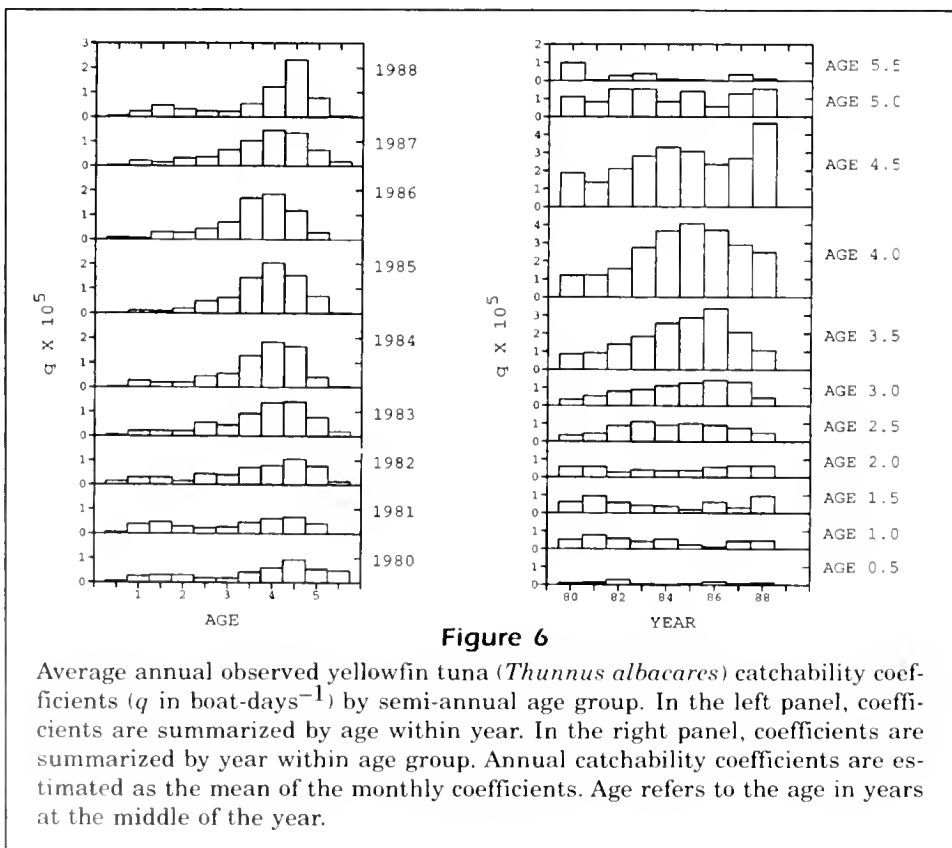 3
2
1
0
1988
1
0
1987
2
1
0
1986
2
1
0
1985
2
1
0
1984
1
0
1983
1
0
1982
1
0
1981
1
0
1980
1 2 3 4 5
AGE
q X 10⁵
2
1
0
AGE 5.5
1
0
AGE 5.0
4
3
2
1
0
AGE 4.5
4
3
2
1
0
AGE 4.0
3
2
1
0
AGE 3.5
1
0
AGE 3.0
1
0
AGE 2.5
1
0
AGE 2.0
1
0
AGE 1.5
1
0
AGE 1.0
1
0
AGE 0.5
80 82 84 86 88
YEAR
q X 10⁵
Figure 6
Average annual observed yellowfin tuna (Thunnus albacares) catchability coef-
ficients (q in boat-days⁻¹) by semi-annual age group. In the left panel, coeffi-
cients are summarized by age within year. In the right panel, coefficients are
summarized by year within age group. Annual catchability coefficients are es-
timated as the mean of the monthly coefficients. Age refers to the age in years
at the middle of the year.